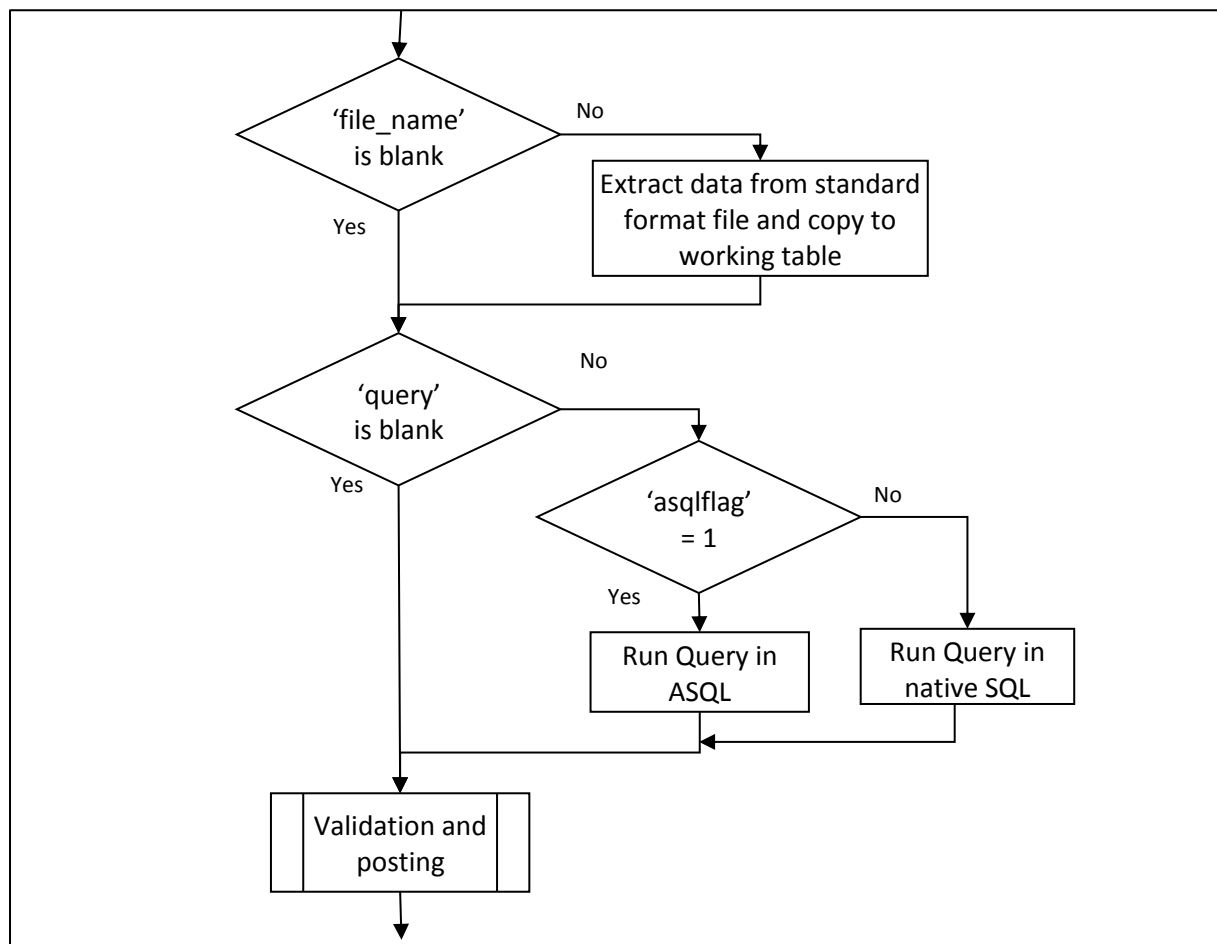 ‘file_name’
is blank
No
Extract data from standard
format file and copy to
working table
Yes
‘query’
is blank
No
Yes
‘asqlflag’
= 1
No
Yes
Run Query in
ASQL
Run Query in
native SQL
Validation and
posting